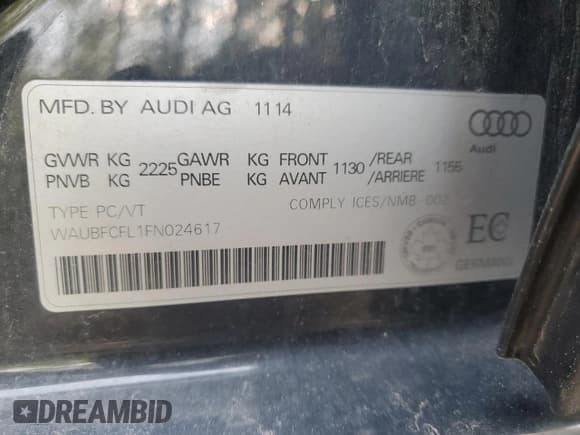 MFD. BY AUDI AG 1114
Audi
GVWR KG 2225 GAWR KG FRONT 1130 /REAR 1155
PNVB KG PNBE KG AVANT /ARRIERE
TYPE PC/VT COMPLY ICES/NMB-002
WAUBFCFL1FN024617
EC
GERMANY
DREAMBID